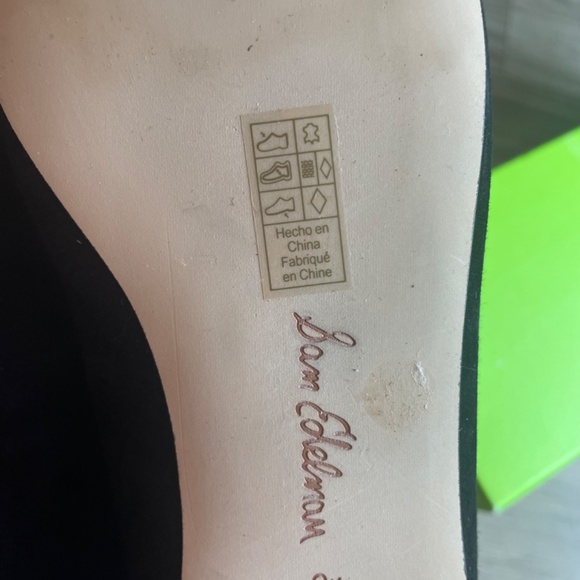 Hecho en
China
Fabriqué
en Chine
Sam Edelman